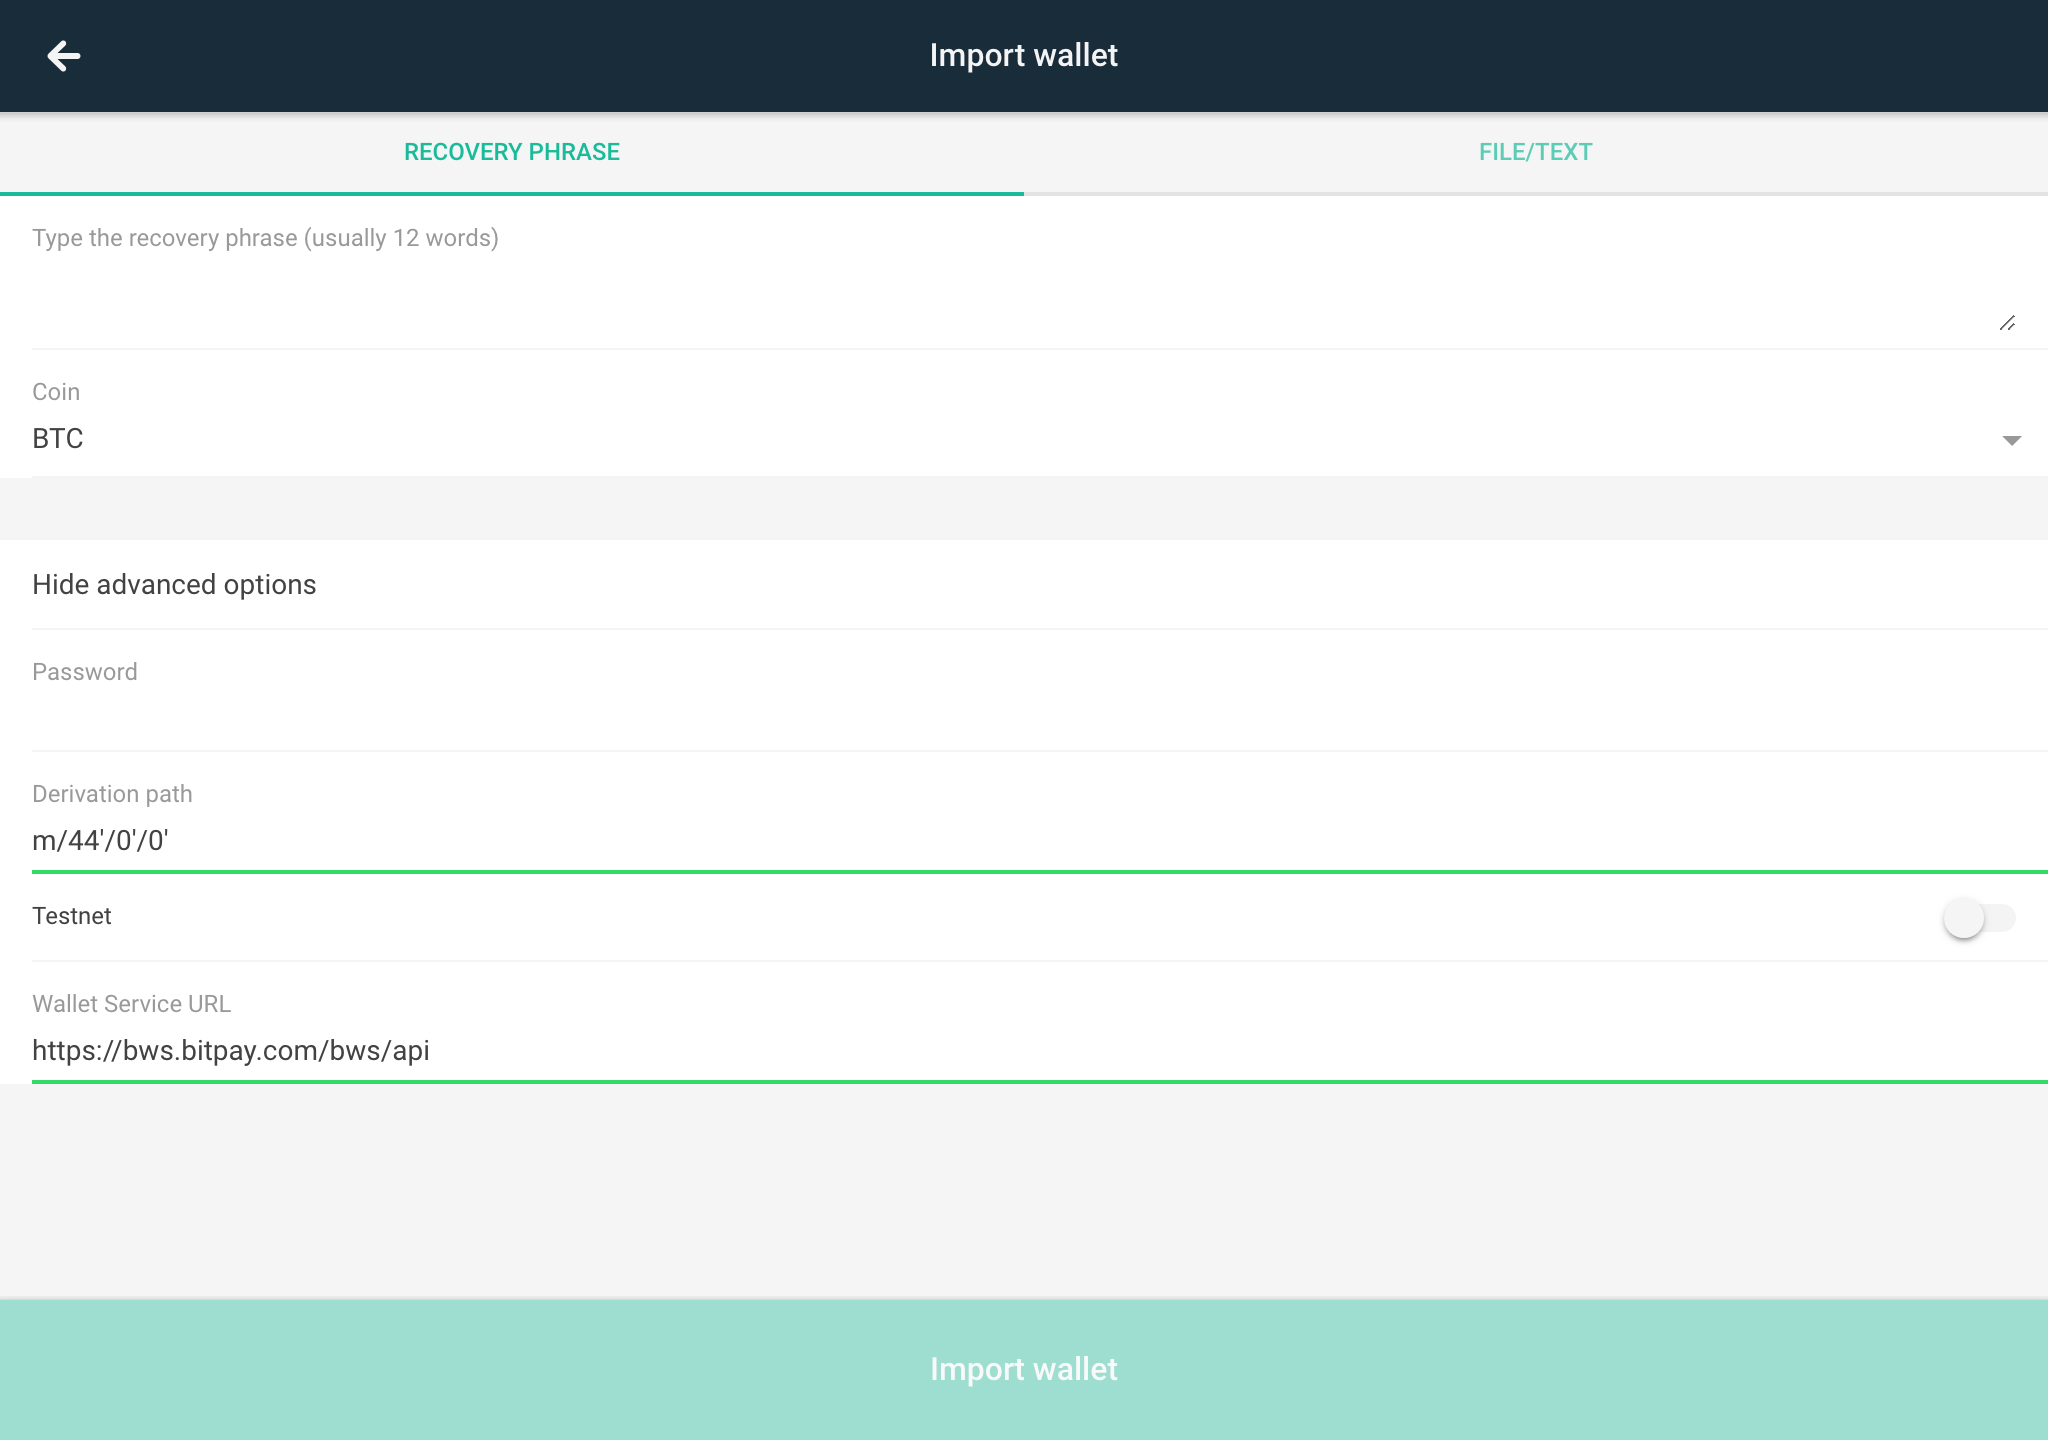 Import wallet
RECOVERY PHRASE
FILE/TEXT
Type the recovery phrase (usually 12 words)
Coin
BTC
Hide advanced options
Password
Derivation path
m/44'/0'/0'
Testnet
Wallet Service URL
https://bws.bitpay.com/bws/api
Import wallet